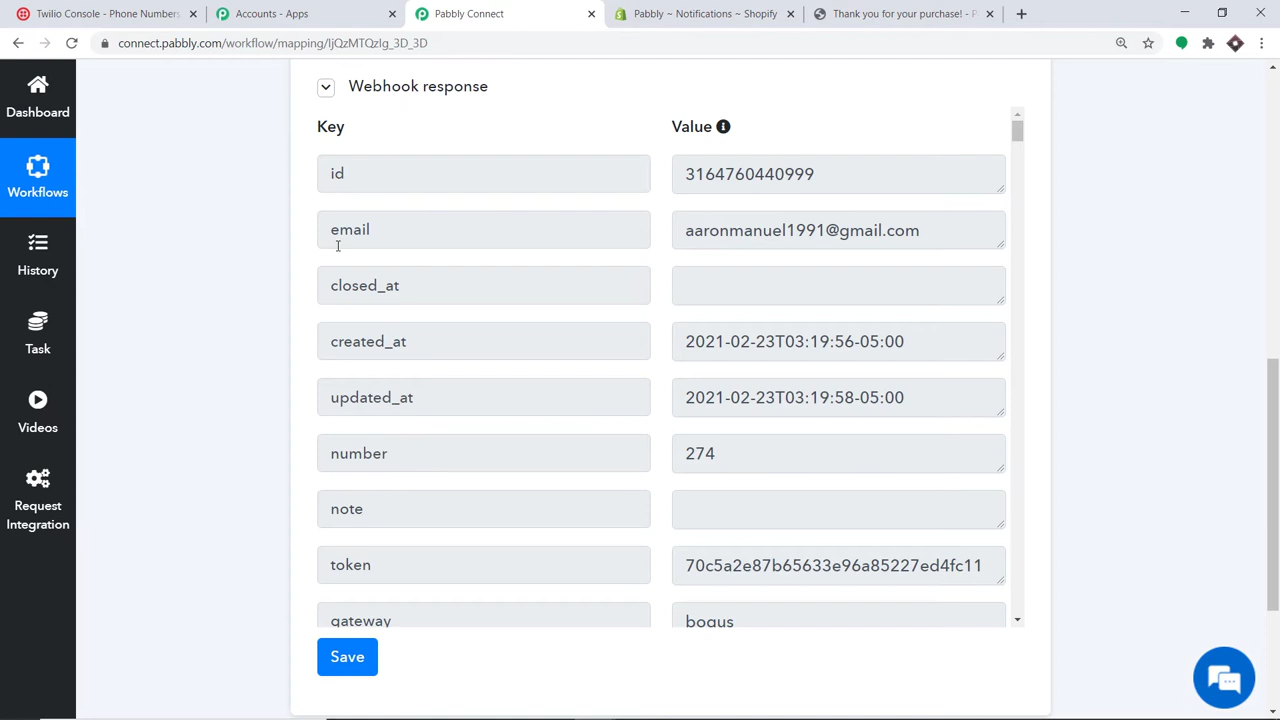 Twilio Console - Phone Numbers
Accounts - Apps
Pabbly Connect
Pabbly ~ Notifications ~ Shopify
Thank you for your purchase! - P
connect.pabbly.com/workflow/mapping/IjQzMTQzIg_3D_3D
Dashboard
Workflows
History
Task
Videos
Request
Integration
Webhook response
Key Value
id 3164760440999
email aaronmanuel1991@gmail.com
closed_at
created_at 2021-02-23T03:19:56-05:00
updated_at 2021-02-23T03:19:58-05:00
number 274
note
token 70c5a2e87b65633e96a85227ed4fc11
gateway bogus
Save